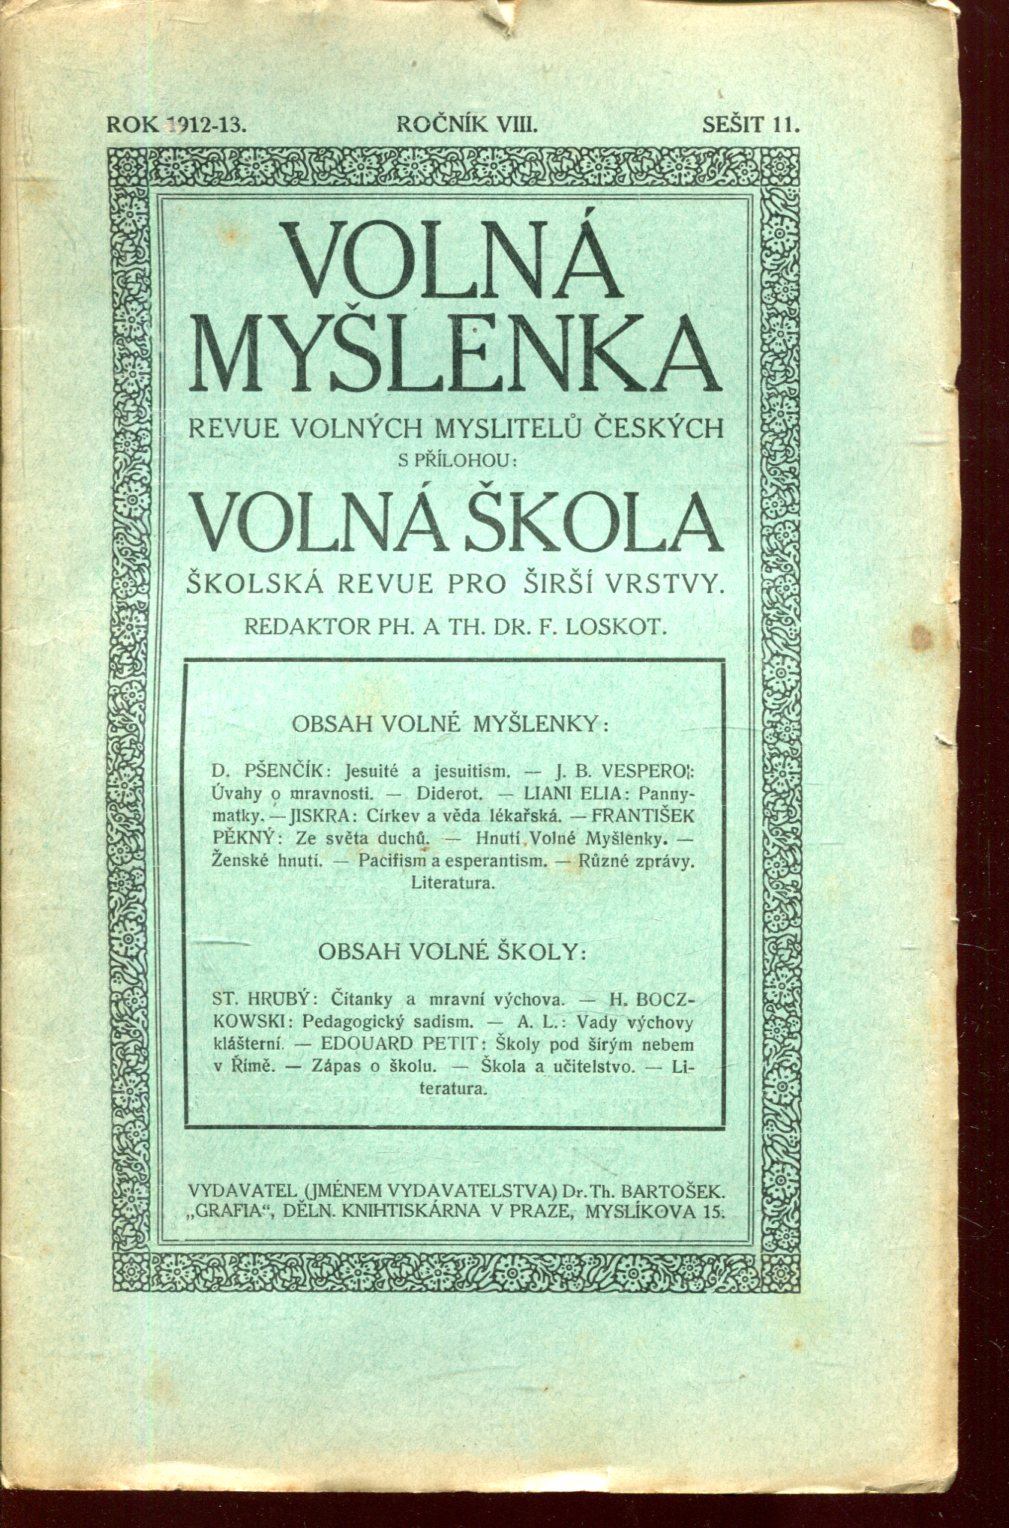 ROK 1912-13. ROČNÍK VIII. SEŠIT 11.
VOLNÁ
MYŠLENKA
REVUE VOLNÝCH MYSLITELŮ ČESKÝCH
S PŘÍLOHOU:
VOLNÁ ŠKOLA
ŠKOLSKÁ REVUE PRO ŠIRŠÍ VRSTVY.
REDAKTOR PH. A TH. DR. F. LOSKOT.
OBSAH VOLNÉ MYŠLENKY:
D. PŠENČÍK: Jesuité a jesuitism. — J. B. VESPERO:
Úvahy o mravnosti. — Diderot. — LIANI ELIA: Panny-
matky. — JISKRA: Církev a věda lékařská. — FRANTIŠEK
PĚKNÝ: Ze světa duchů. — Hnutí Volné Myšlenky. —
Ženské hnutí. — Pacifism a esperantism. — Různé zprávy.
Literatura.
OBSAH VOLNÉ ŠKOLY:
ST. HRUBÝ: Čítanky a mravní výchova. — H. BOCZ-
KOWSKI: Pedagogický sadism. — A. L.: Vady výchovy
klášterní. — EDOUARD PETIT: Školy pod širým nebem
v Římě. — Zápas o školu. — Škola a učitelstvo. — Li-
teratura.
VYDAVATEL (JMÉNEM VYDAVATELSTVA) Dr. Th. BARTOŠEK.
„GRAFIA“, DĚLN. KNIHTISKÁRNA V PRAZE, MYSLÍKOVA 15.